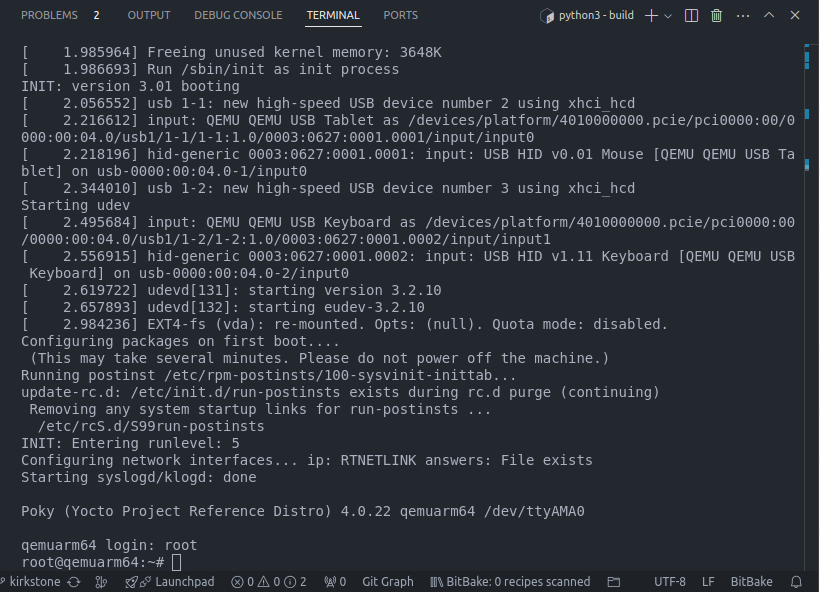 PROBLEMS 2 OUTPUT DEBUG CONSOLE TERMINAL PORTS python3 - build
[    1.985964] Freeing unused kernel memory: 3648K
[    1.986693] Run /sbin/init as init process
INIT: version 3.01 booting
[    2.056552] usb 1-1: new high-speed USB device number 2 using xhci_hcd
[    2.216612] input: QEMU QEMU USB Tablet as /devices/platform/4010000000.pcie/pci0000:00/0
000:00:04.0/usb1/1-1/1-1:1.0/0003:0627:0001.0001/input/input0
[    2.218196] hid-generic 0003:0627:0001.0001: input: USB HID v0.01 Mouse [QEMU QEMU USB Ta
blet] on usb-0000:00:04.0-1/input0
[    2.344010] usb 1-2: new high-speed USB device number 3 using xhci_hcd
Starting udev
[    2.495684] input: QEMU QEMU USB Keyboard as /devices/platform/4010000000.pcie/pci0000:00
/0000:00:04.0/usb1/1-2/1-2:1.0/0003:0627:0001.0002/input/input1
[    2.556915] hid-generic 0003:0627:0001.0002: input: USB HID v1.11 Keyboard [QEMU QEMU USB
 Keyboard] on usb-0000:00:04.0-2/input0
[    2.619722] udevd[131]: starting version 3.2.10
[    2.657893] udevd[132]: starting eudev-3.2.10
[    2.984236] EXT4-fs (vda): re-mounted. Opts: (null). Quota mode: disabled.
Configuring packages on first boot....
 (This may take several minutes. Please do not power off the machine.)
Running postinst /etc/rpm-postinsts/100-sysvinit-inittab...
update-rc.d: /etc/init.d/run-postinsts exists during rc.d purge (continuing)
 Removing any system startup links for run-postinsts ...
  /etc/rcS.d/S99run-postinsts
INIT: Entering runlevel: 5
Configuring network interfaces... ip: RTNETLINK answers: File exists
Starting syslogd/klogd: done
Poky (Yocto Project Reference Distro) 4.0.22 qemuarm64 /dev/ttyAMA0
qemuarm64 login: root
root@qemuarm64:~#
kirkstone Launchpad 0 0 2 0 Git Graph BitBake: 0 recipes scanned UTF-8 LF BitBake